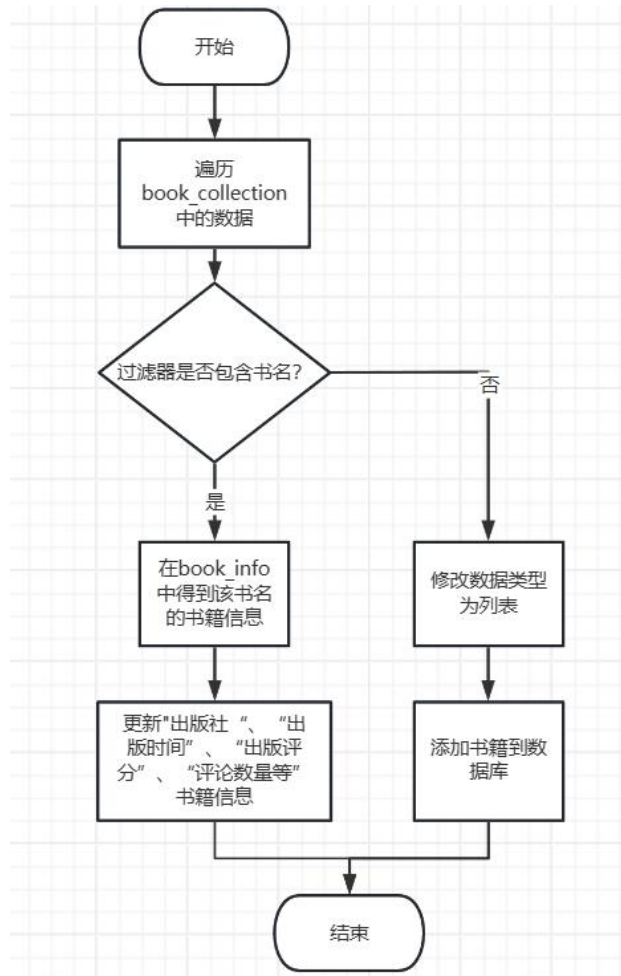 开始
遍历
book_collection
中的数据
过滤器是否包含书名?
否
是
在book_info
中得到该书名
的书籍信息
修改数据类型
为列表
更新"出版社“、“出
版时间”、“出版评
分”、“评论数量等”
书籍信息
添加书籍到数
据库
结束